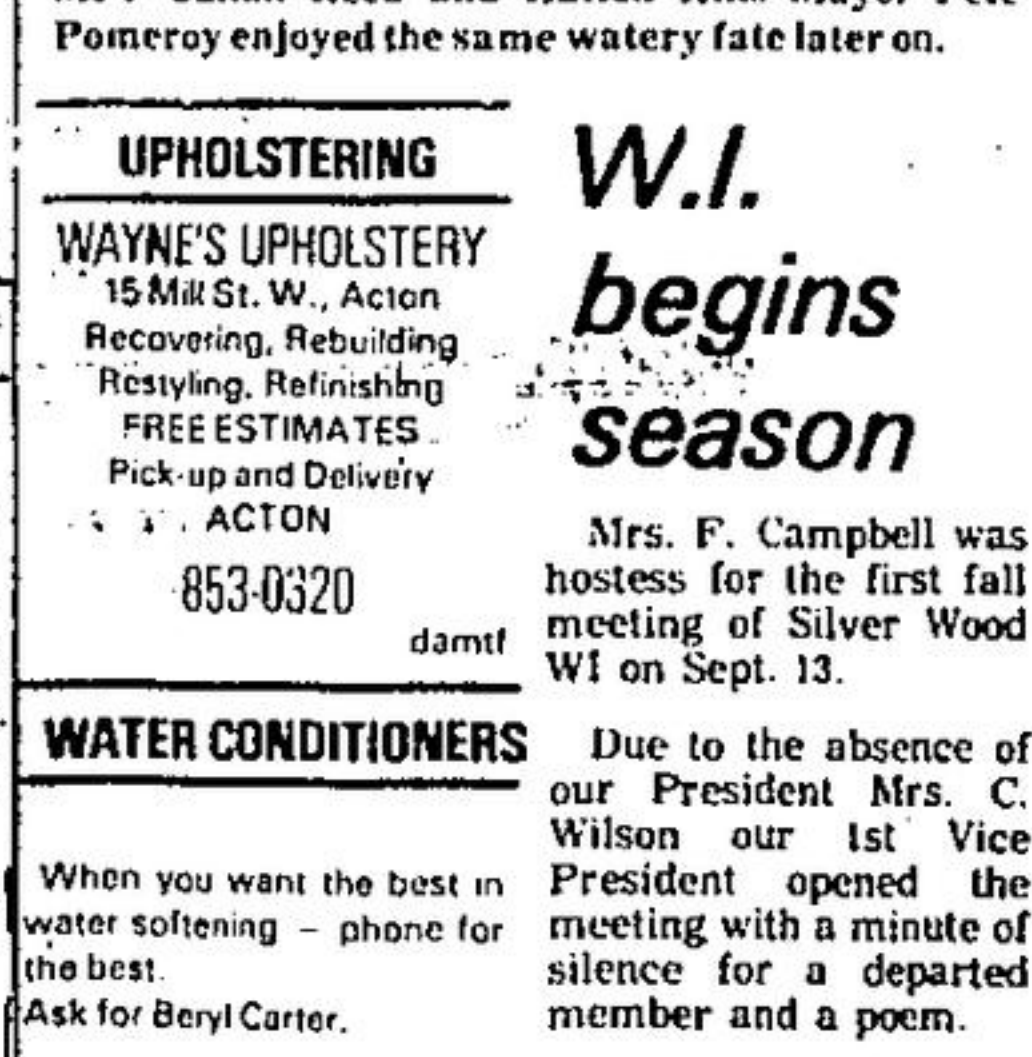 Pomeroy enjoyed the same watery fate later on.
UPHOLSTERING
WAYNE'S UPHOLSTERY
15 Mill St. W., Acton
Recovering, Rebuilding
Restyling, Refinishing
FREE ESTIMATES
Pick-up and Delivery
ACTON
853-0320
damtf
WATER CONDITIONERS
When you want the best in
water softening - phone for
the best.
Ask for Beryl Carter.
W.I.
begins
season
Mrs. F. Campbell was
hostess for the first fall
meeting of Silver Wood
WI on Sept. 13.
Due to the absence of
our President Mrs. C.
Wilson our 1st Vice
President opened the
meeting with a minute of
silence for a departed
member and a poem.